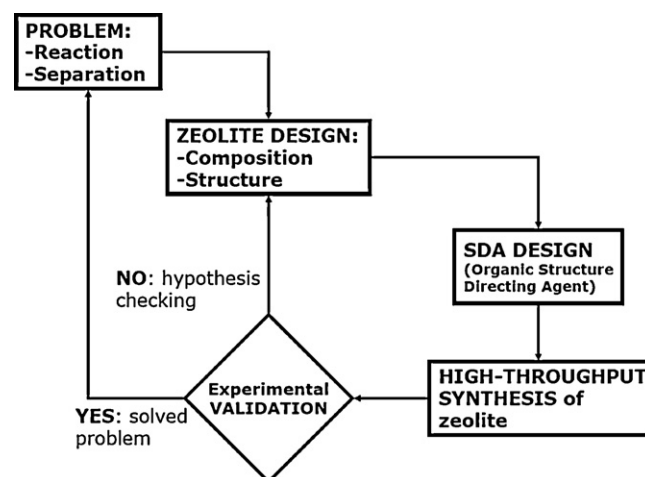 PROBLEM:
-Reaction
-Separation
ZEOLITE DESIGN:
-Composition
-Structure
SDA DESIGN
(Organic Structure
Directing Agent)
HIGH-THROUGHPUT
SYNTHESIS of
zeolite
Experimental
VALIDATION
NO: hypothesis
checking
YES: solved
problem